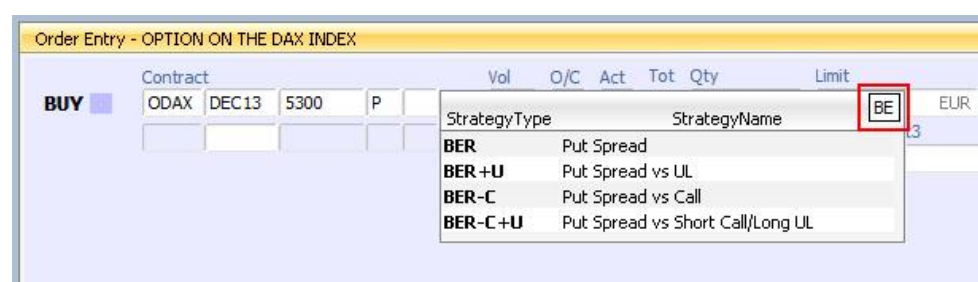 Order Entry - OPTION ON THE DAX INDEX
Contract Vol O/C Act Tot Qty Limit
BUY ODAX DEC13 5300 P EUR
StrategyType StrategyName BE
BER Put Spread
BER+U Put Spread vs UL
BER-C Put Spread vs Call
BER-C+U Put Spread vs Short Call/Long UL